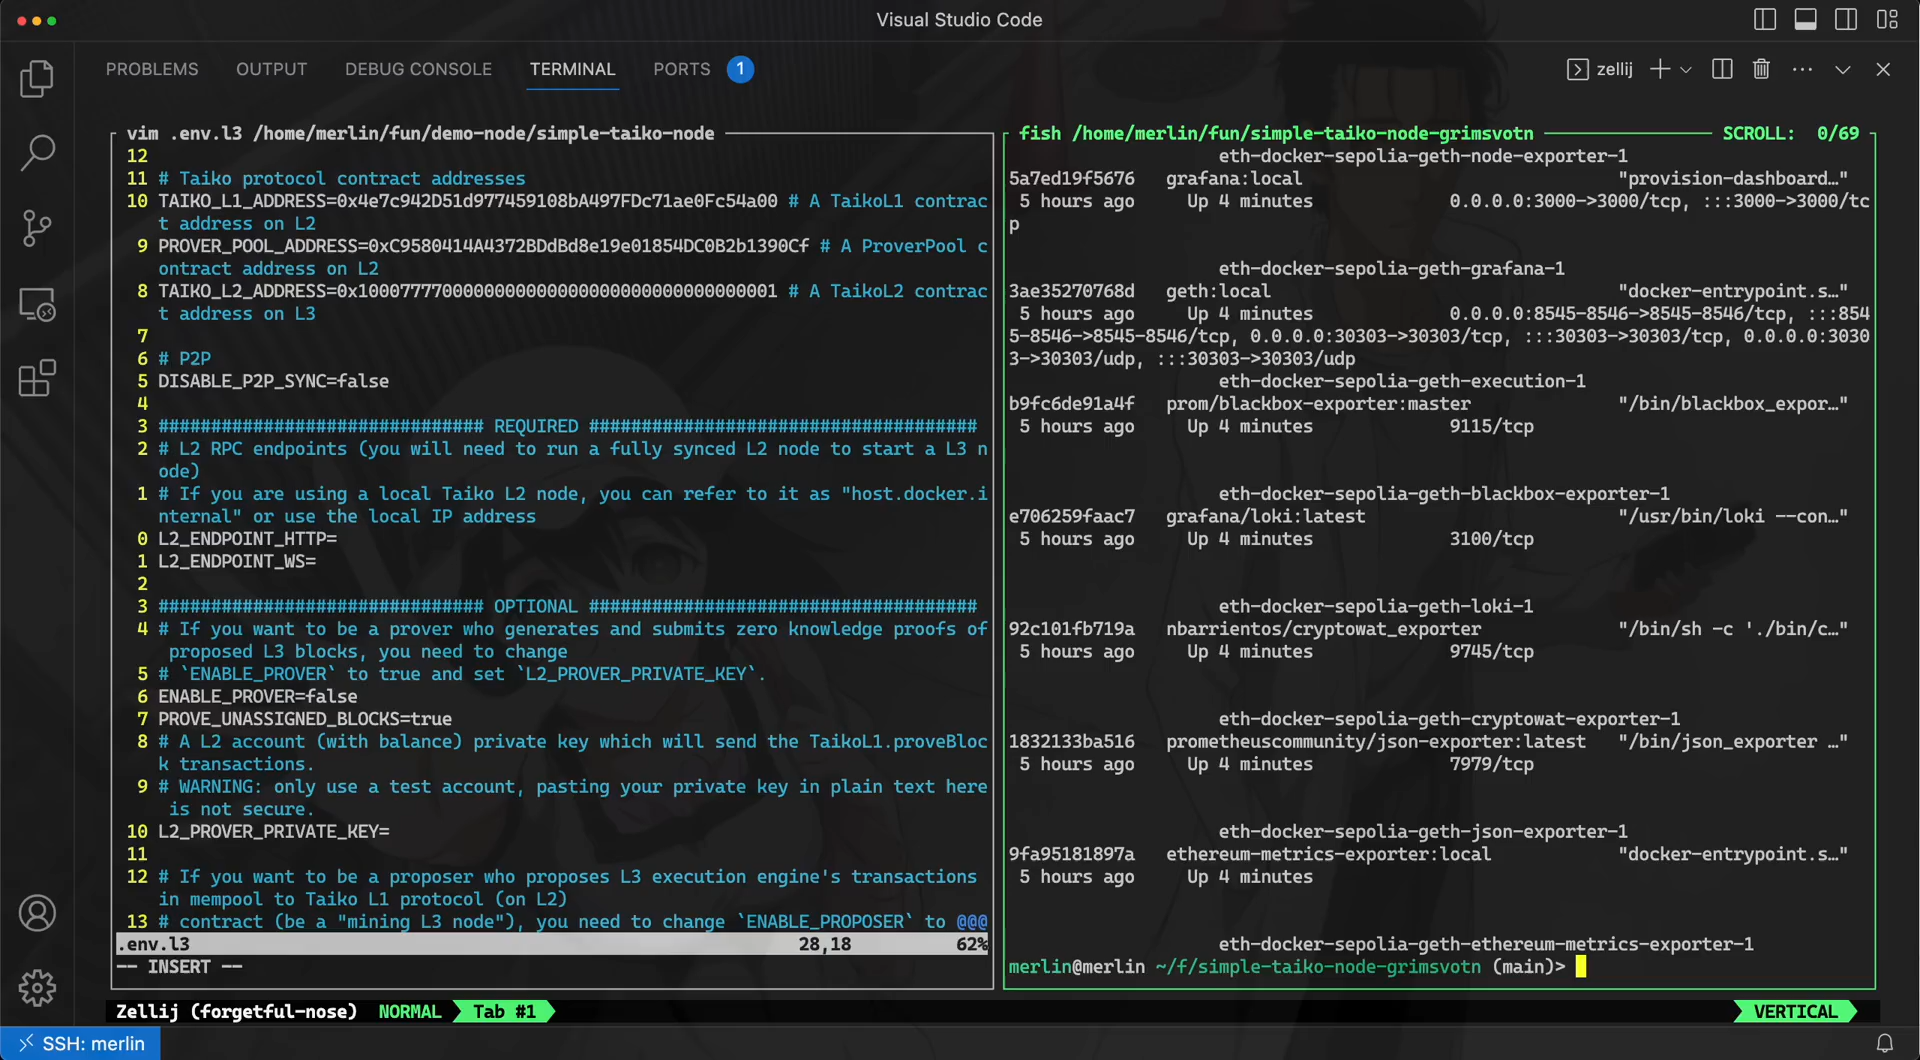 Visual Studio Code
PROBLEMS OUTPUT DEBUG CONSOLE TERMINAL PORTS 1 zellij
vim .env.l3 /home/merlin/fun/demo-node/simple-taiko-node
12
11 # Taiko protocol contract addresses
10 TAIKO_L1_ADDRESS=0x4e7c942D51d977459108bA497FDc71ae0Fc54a00 # A TaikoL1 contrac
t address on L2
9 PROVER_POOL_ADDRESS=0xC9580414A4372BDdBd8e19e01854DC0B2b1390Cf # A ProverPool c
ontract address on L2
8 TAIKO_L2_ADDRESS=0x1000777700000000000000000000000000000001 # A TaikoL2 contrac
t address on L3
7
6 # P2P
5 DISABLE_P2P_SYNC=false
4
3 ############################### REQUIRED #####################################
2 # L2 RPC endpoints (you will need to run a fully synced L2 node to start a L3 n
ode)
1 # If you are using a local Taiko L2 node, you can refer to it as "host.docker.i
nternal" or use the local IP address
0 L2_ENDPOINT_HTTP=
1 L2_ENDPOINT_WS=
2
3 ############################### OPTIONAL #####################################
4 # If you want to be a prover who generates and submits zero knowledge proofs of
proposed L3 blocks, you need to change
5 # `ENABLE_PROVER` to true and set `L2_PROVER_PRIVATE_KEY`.
6 ENABLE_PROVER=false
7 PROVE_UNASSIGNED_BLOCKS=true
8 # A L2 account (with balance) private key which will send the TaikoL1.proveBloc
k transactions.
9 # WARNING: only use a test account, pasting your private key in plain text here
is not secure.
10 L2_PROVER_PRIVATE_KEY=
11
12 # If you want to be a proposer who proposes L3 execution engine's transactions
in mempool to Taiko L1 protocol (on L2)
13 # contract (be a "mining L3 node"), you need to change `ENABLE_PROPOSER` to @@@
.env.l3 28,18 62%
-- INSERT --
fish /home/merlin/fun/simple-taiko-node-grimsvotn SCROLL: 0/69
eth-docker-sepolia-geth-node-exporter-1
5a7ed19f5676 grafana:local "provision-dashboard…"
5 hours ago Up 4 minutes 0.0.0.0:3000->3000/tcp, :::3000->3000/tc
p
eth-docker-sepolia-geth-grafana-1
3ae35270768d geth:local "docker-entrypoint.s…"
5 hours ago Up 4 minutes 0.0.0.0:8545-8546->8545-8546/tcp, :::854
5-8546->8545-8546/tcp, 0.0.0.0:30303->30303/tcp, :::30303->30303/tcp, 0.0.0.0:3030
3->30303/udp, :::30303->30303/udp
eth-docker-sepolia-geth-execution-1
b9fc6de91a4f prom/blackbox-exporter:master "/bin/blackbox_expor…"
5 hours ago Up 4 minutes 9115/tcp
eth-docker-sepolia-geth-blackbox-exporter-1
e706259faac7 grafana/loki:latest "/usr/bin/loki --con…"
5 hours ago Up 4 minutes 3100/tcp
eth-docker-sepolia-geth-loki-1
92c101fb719a nbarrientos/cryptowat_exporter "/bin/sh -c './bin/c…"
5 hours ago Up 4 minutes 9745/tcp
eth-docker-sepolia-geth-cryptowat-exporter-1
1832133ba516 prometheuscommunity/json-exporter:latest "/bin/json_exporter …"
5 hours ago Up 4 minutes 7979/tcp
eth-docker-sepolia-geth-json-exporter-1
9fa95181897a ethereum-metrics-exporter:local "docker-entrypoint.s…"
5 hours ago Up 4 minutes
eth-docker-sepolia-geth-ethereum-metrics-exporter-1
merlin@merlin ~/f/simple-taiko-node-grimsvotn (main)>
Zellij (forgetful-nose) NORMAL Tab #1 VERTICAL
SSH: merlin